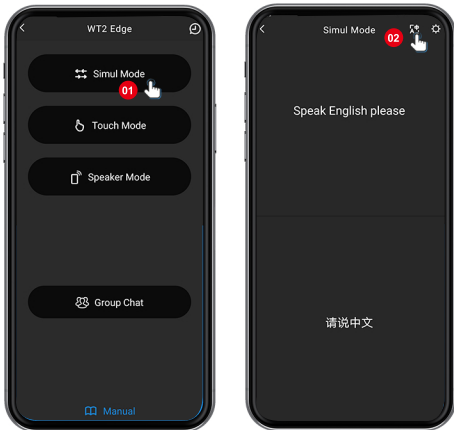 WT2 Edge
Simul Mode
01
Touch Mode
Speaker Mode
Group Chat
Manual
Simul Mode
02
Speak English please
请说中文